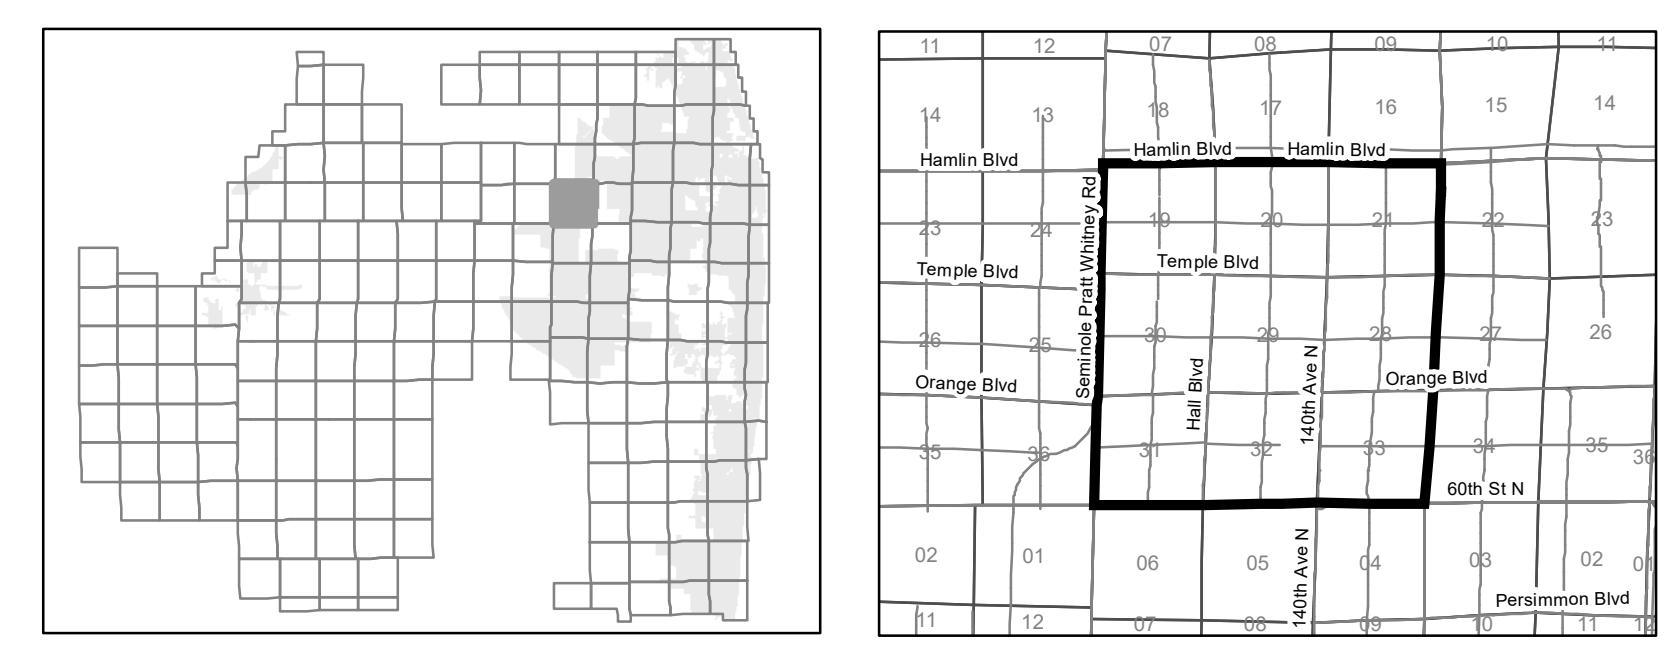 11 12 07 08 09 10 11
14 13 18 17 16 15 14
Hamlin Blvd Hamlin Blvd Hamlin Blvd
Seminole Pratt Whitney Rd
23 24 19 20 21 22 23
Temple Blvd Temple Blvd
26 25 30 29 28 27 26
Orange Blvd Orange Blvd
Hall Blvd
140th Ave N
35 36 31 32 33 34 35 36
60th St N
02 01 06 05 04 03 02 01
140th Ave N
Persimmon Blvd
11 12 07 08 09 10 11 12